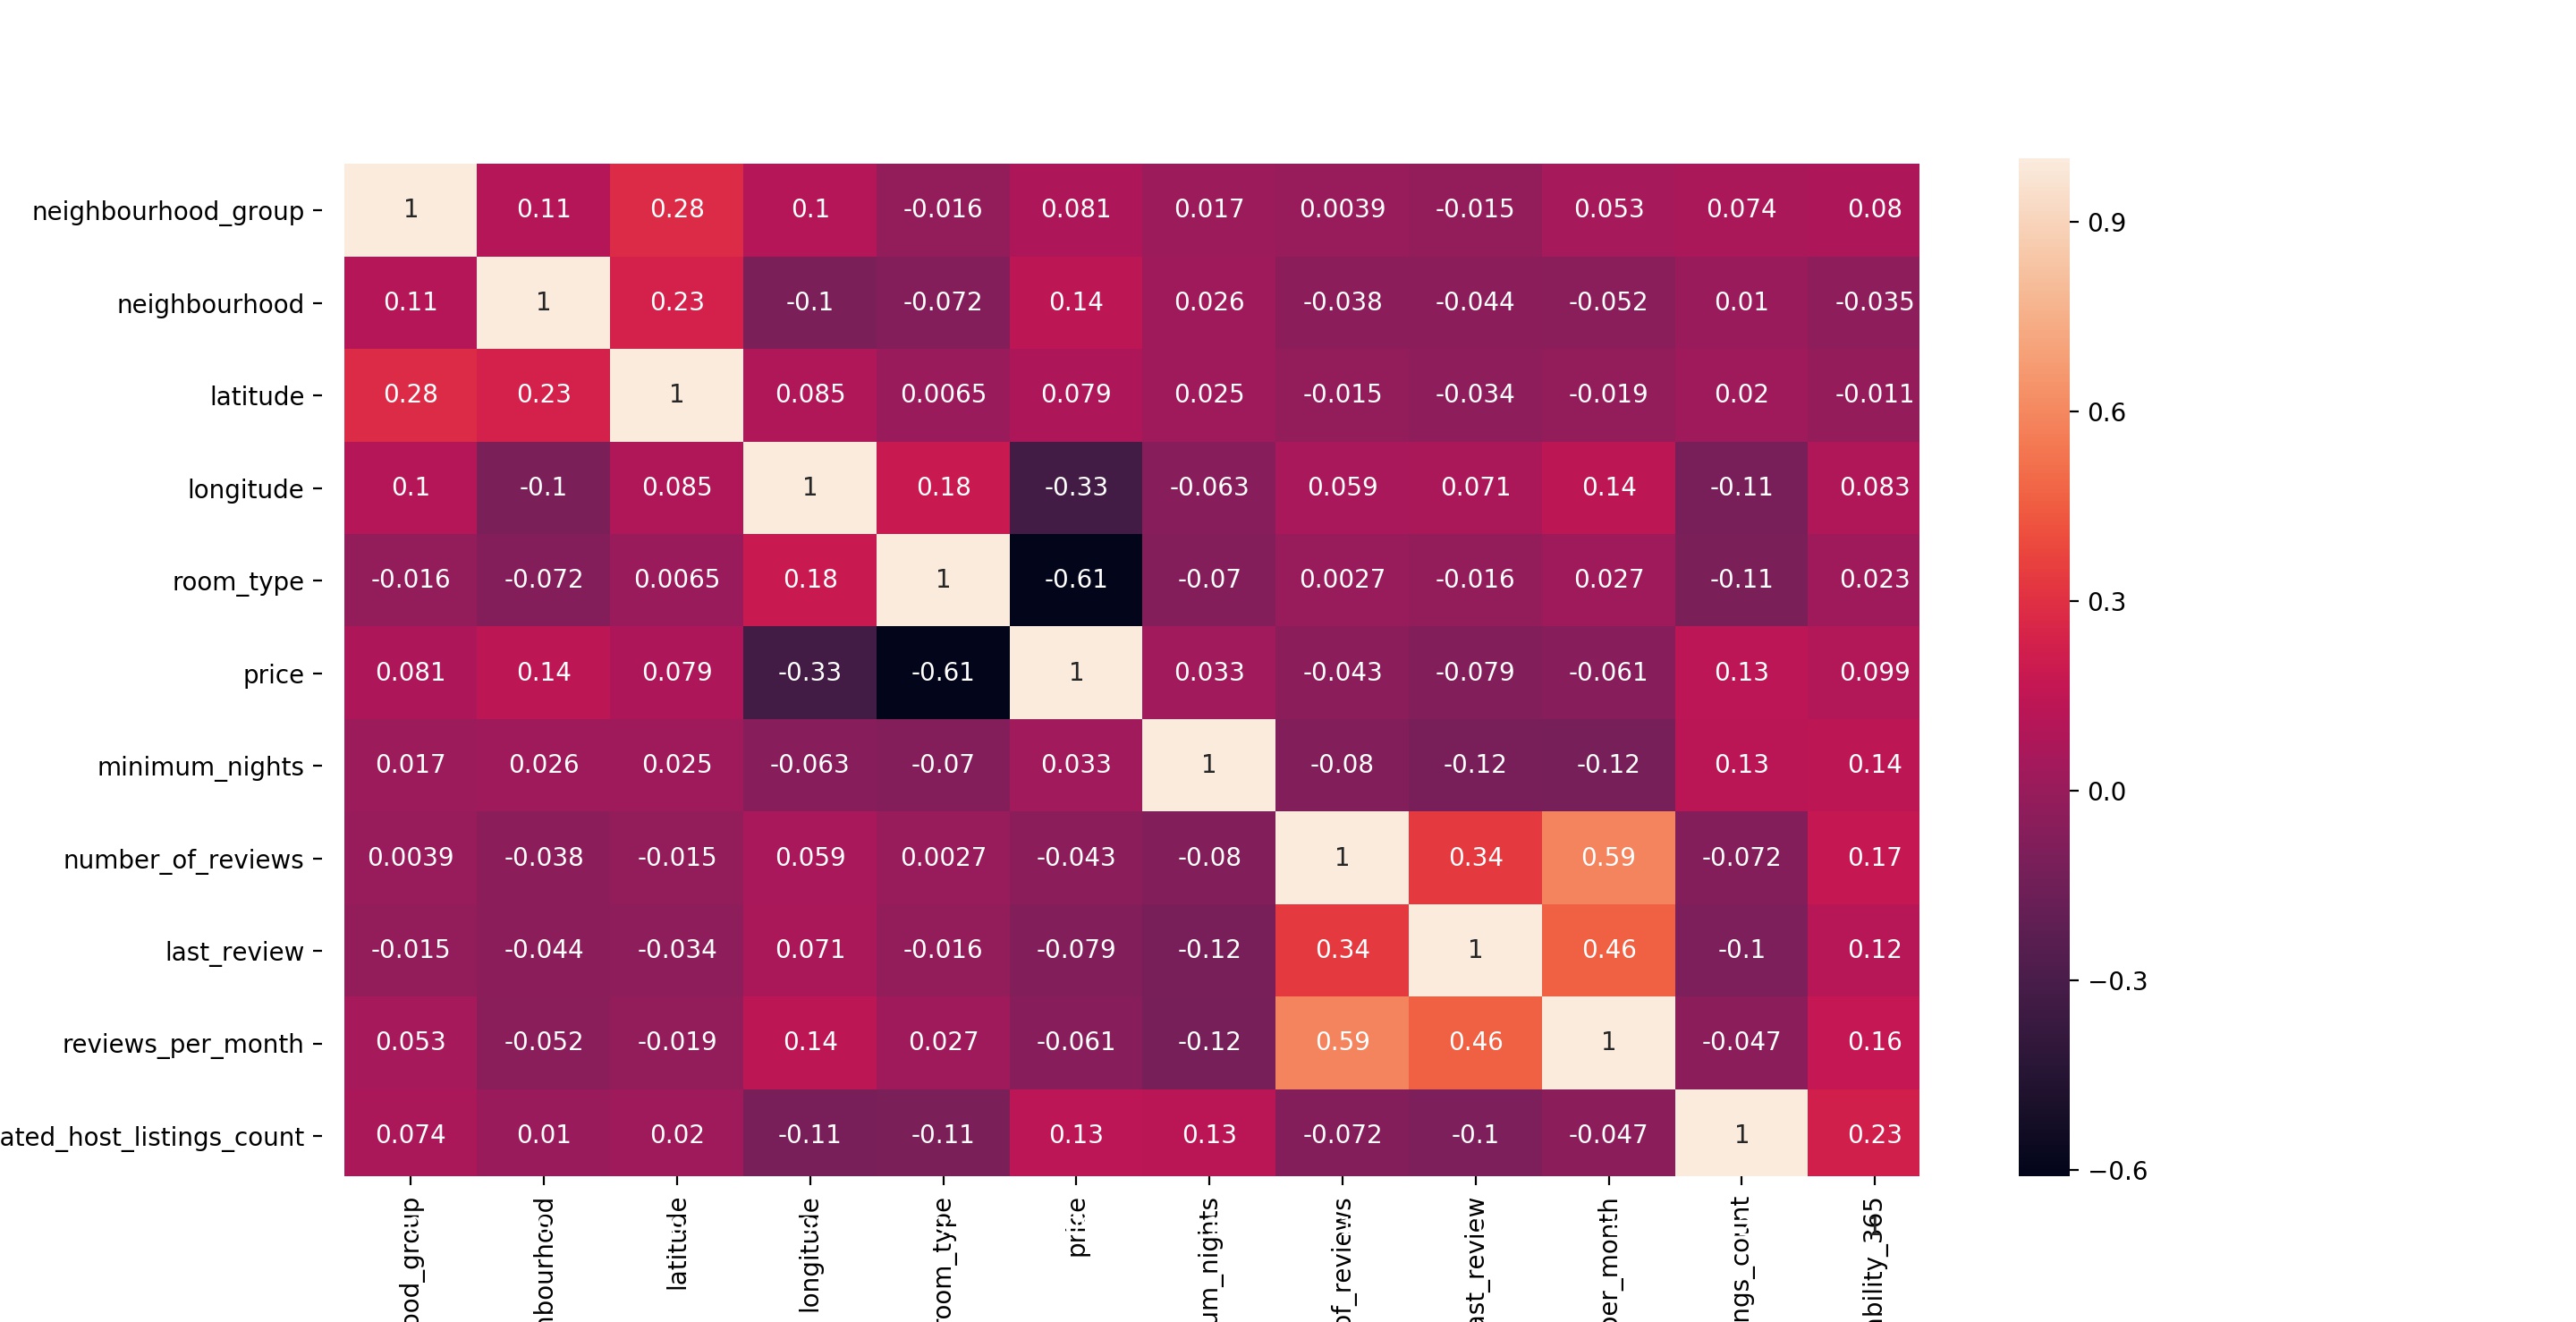 neighbourhood_group 1 0.11 0.28 0.1 -0.016 0.081 0.017 0.0039 -0.015 0.053 0.074 0.08
neighbourhood 0.11 1 0.23 -0.1 -0.072 0.14 0.026 -0.038 -0.044 -0.052 0.01 -0.035
latitude 0.28 0.23 1 0.085 0.0065 0.079 0.025 -0.015 -0.034 -0.019 0.02 -0.011
longitude 0.1 -0.1 0.085 1 0.18 -0.33 -0.063 0.059 0.071 0.14 -0.11 0.083
room_type -0.016 -0.072 0.0065 0.18 1 -0.61 -0.07 0.0027 -0.016 0.027 -0.11 0.023
price 0.081 0.14 0.079 -0.33 -0.61 1 0.033 -0.043 -0.079 -0.061 0.13 0.099
minimum_nights 0.017 0.026 0.025 -0.063 -0.07 0.033 1 -0.08 -0.12 -0.12 0.13 0.14
number_of_reviews 0.0039 -0.038 -0.015 0.059 0.0027 -0.043 -0.08 1 0.34 0.59 -0.072 0.17
last_review -0.015 -0.044 -0.034 0.071 -0.016 -0.079 -0.12 0.34 1 0.46 -0.1 0.12
reviews_per_month 0.053 -0.052 -0.019 0.14 0.027 -0.061 -0.12 0.59 0.46 1 -0.047 0.16
ated_host_listings_count 0.074 0.01 0.02 -0.11 -0.11 0.13 0.13 -0.072 -0.1 -0.047 1 0.23
ood_group
nbourhood
latitude
longitude
room_type
price
um_nights
of_reviews
ast_review
per_month
ngs_count
ability_365
0.9
0.6
0.3
0.0
−0.3
−0.6